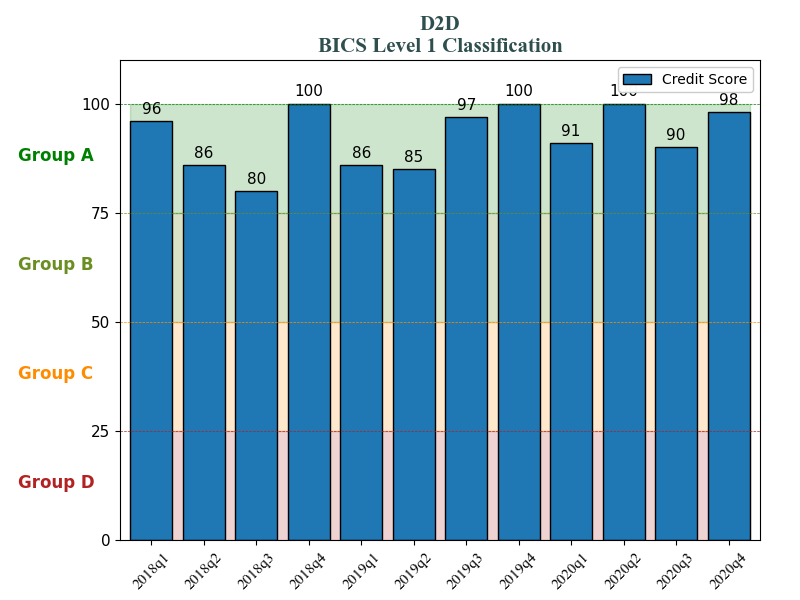 D2D
BICS Level 1 Classification
Credit Score
100
75
50
25
0
Group A
Group B
Group C
Group D
96
86
80
100
86
85
97
100
91
100
90
98
2018q1
2018q2
2018q3
2018q4
2019q1
2019q2
2019q3
2019q4
2020q1
2020q2
2020q3
2020q4